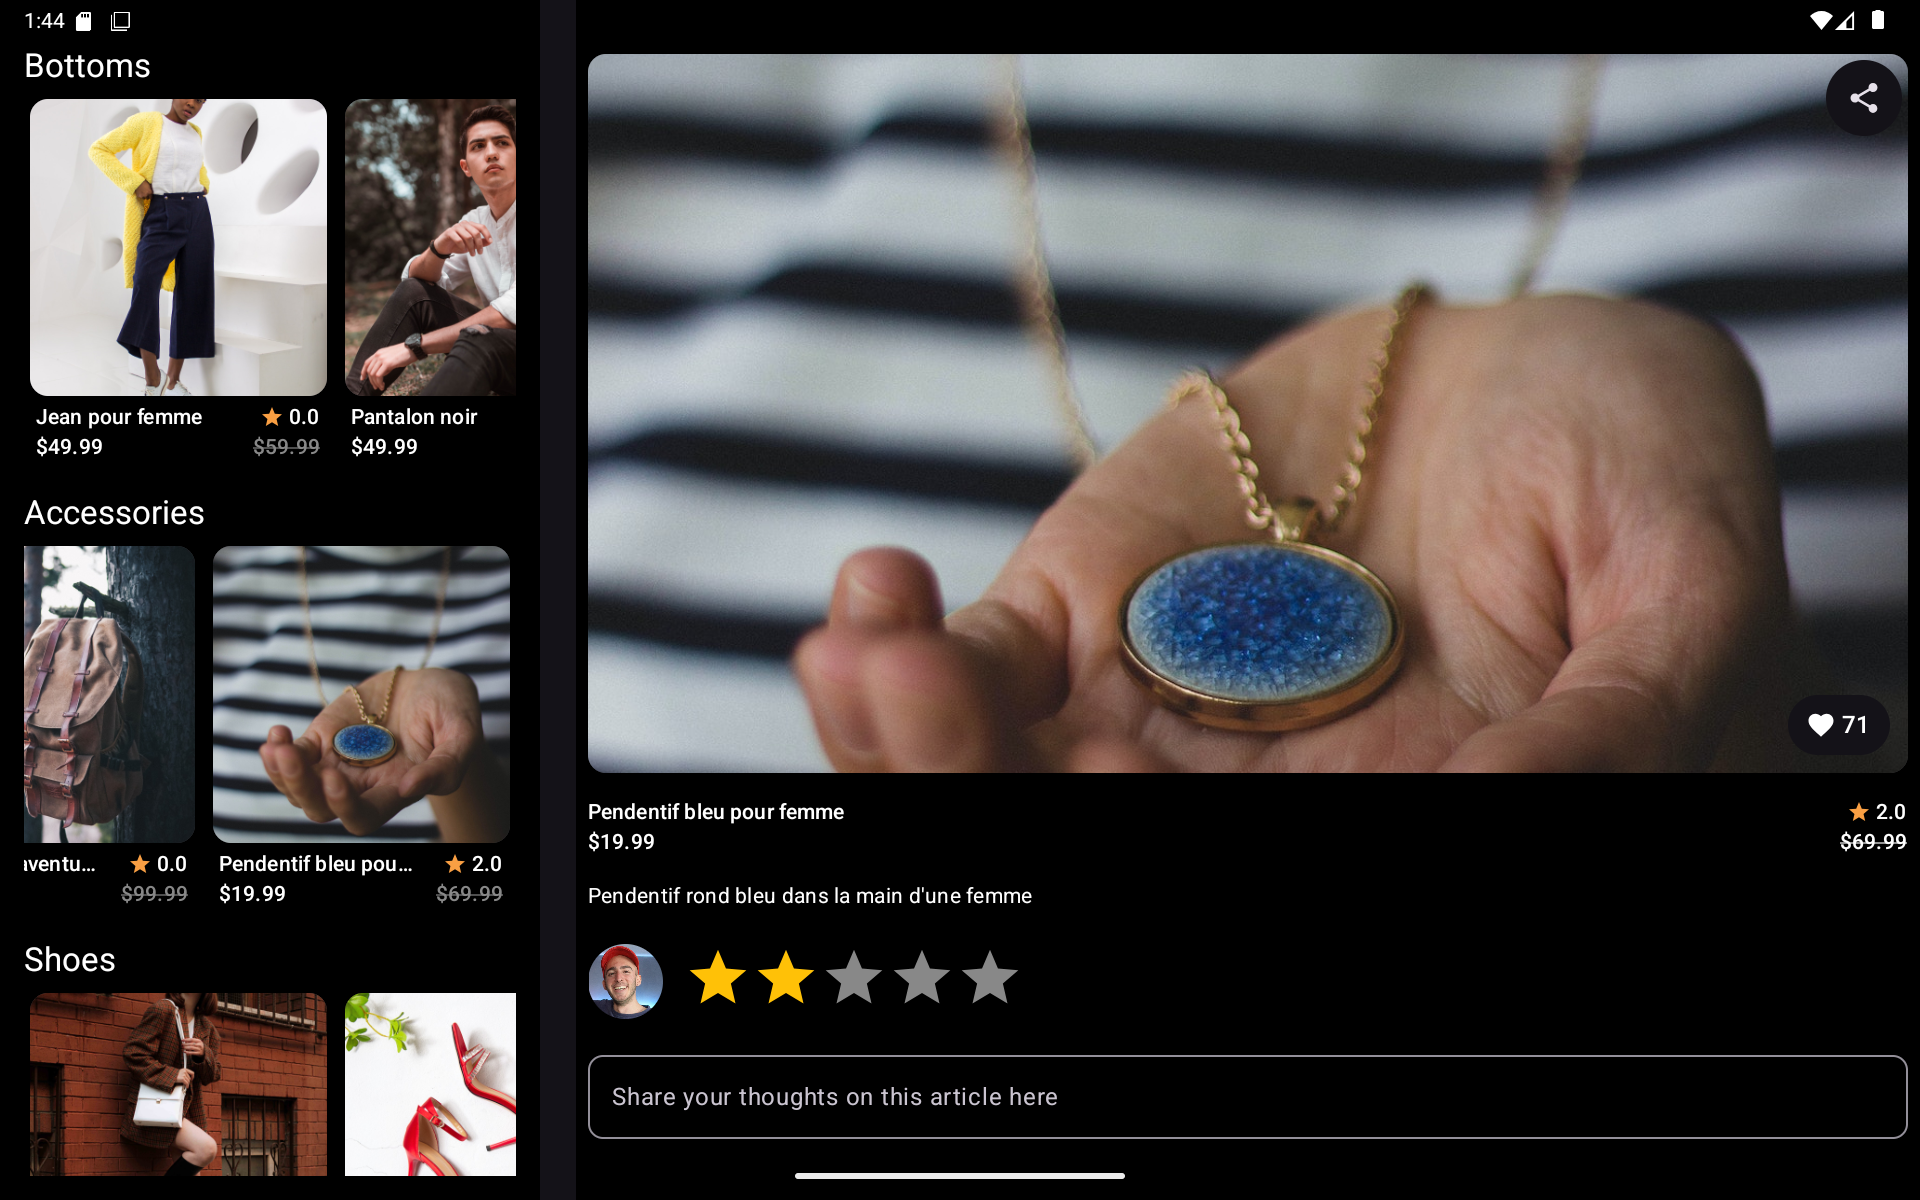 1:44
Bottoms
Jean pour femme 0.0
$49.99 $59.99
Pantalon noir
$49.99
Accessories
aventu... 0.0
$99.99
Pendentif bleu pou... 2.0
$19.99 $69.99
Shoes
71
Pendentif bleu pour femme 2.0
$19.99 $69.99
Pendentif rond bleu dans la main d'une femme
Share your thoughts on this article here